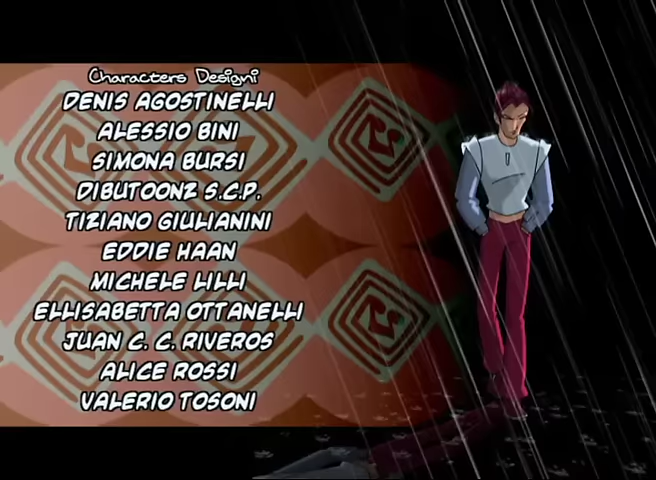 Characters Designi
DENIS AGOSTINELLI
ALESSIO BINI
SIMONA BURSI
DIBUTOONZ S.C.P.
TIZIANO GIULIANINI
EDDIE HAAN
MICHELE LILLI
ELLISABETTA OTTANELLI
JUAN C. C. RIVEROS
ALICE ROSSI
VALERIO TOSONI